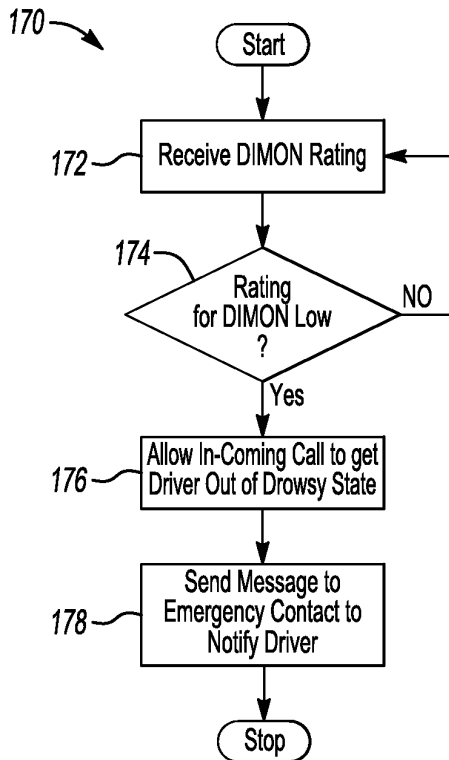 170
Start
172
Receive DIMON Rating
174
Rating
for DIMON Low
?
NO
Yes
176
Allow In-Coming Call to get
Driver Out of Drowsy State
178
Send Message to
Emergency Contact to
Notify Driver
Stop